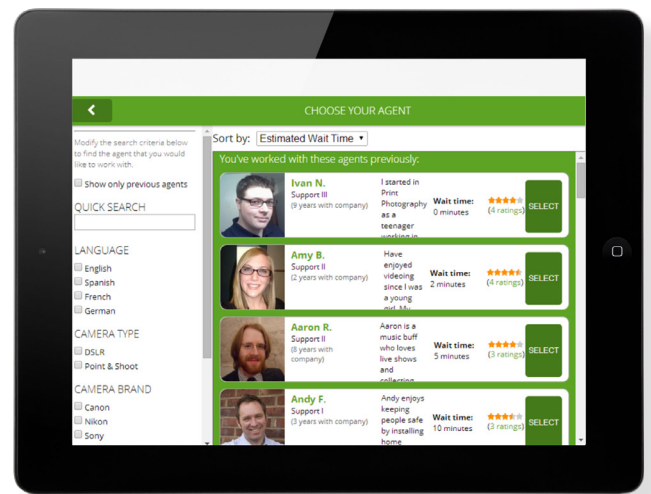 CHOOSE YOUR AGENT
Modify the search criteria below
to find the agent that you would
like to work with.
Show only previous agents
QUICK SEARCH
LANGUAGE
English
Spanish
French
German
CAMERA TYPE
DSLR
Point & Shoot
CAMERA BRAND
Canon
Nikon
Sony
Sort by: Estimated Wait Time
You've worked with these agents previously:
Ivan N.
Support III
(9 years with company)
I started in
Print
Photography
as a
teenager
working in
Wait time:
0 minutes
(4 ratings)
SELECT
Amy B.
Support II
(2 years with company)
Have
enjoyed
videoing
since I was
a young
girl. My
Wait time:
2 minutes
(4 ratings)
SELECT
Aaron R.
Support II
(8 years with
company)
Aaron is a
music buff
who loves
live shows
and
collecting
Wait time:
5 minutes
(3 ratings)
SELECT
Andy F.
Support I
(3 years with company)
Andy enjoys
keeping
people safe
by installing
home
Wait time:
10 minutes
(3 ratings)
SELECT